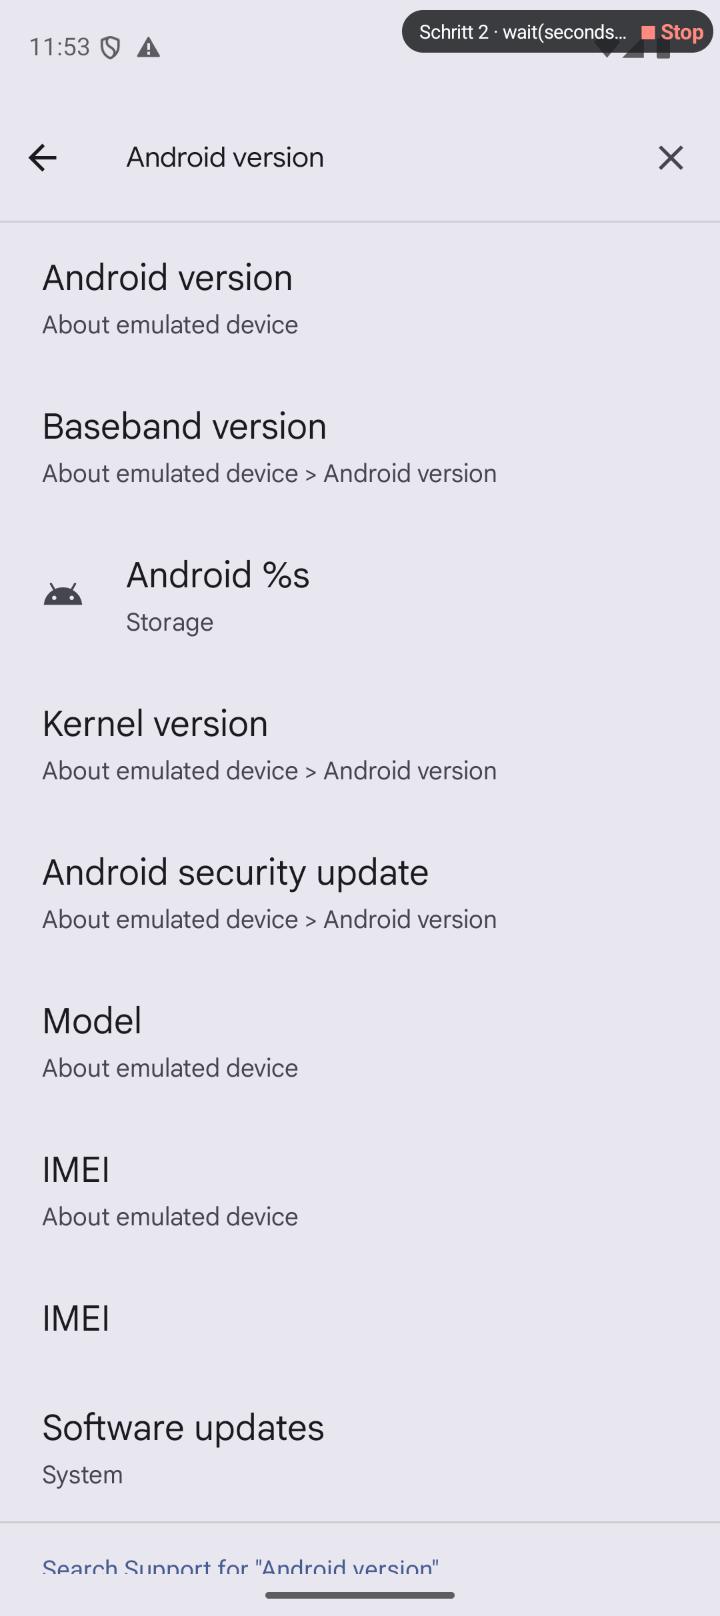 11:53
Schritt 2 · wait(seconds... Stop
Android version
Android version
About emulated device
Baseband version
About emulated device > Android version
Android %s
Storage
Kernel version
About emulated device > Android version
Android security update
About emulated device > Android version
Model
About emulated device
IMEI
About emulated device
IMEI
Software updates
System
Search Support for "Android version"